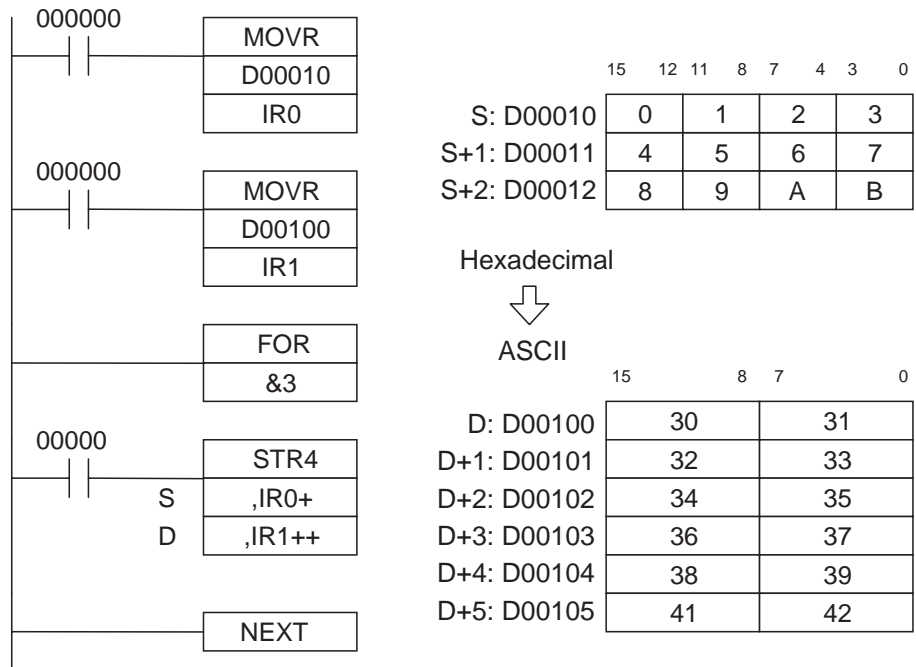 000000
MOVR
D00010
IR0
000000
MOVR
D00100
IR1
FOR
&3
00000
STR4
S ,IR0+
D ,IR1++
NEXT
15 12 11 8 7 4 3 0
S: D00010 0 1 2 3
S+1: D00011 4 5 6 7
S+2: D00012 8 9 A B
Hexadecimal
ASCII
15 8 7 0
D: D00100 30 31
D+1: D00101 32 33
D+2: D00102 34 35
D+3: D00103 36 37
D+4: D00104 38 39
D+5: D00105 41 42